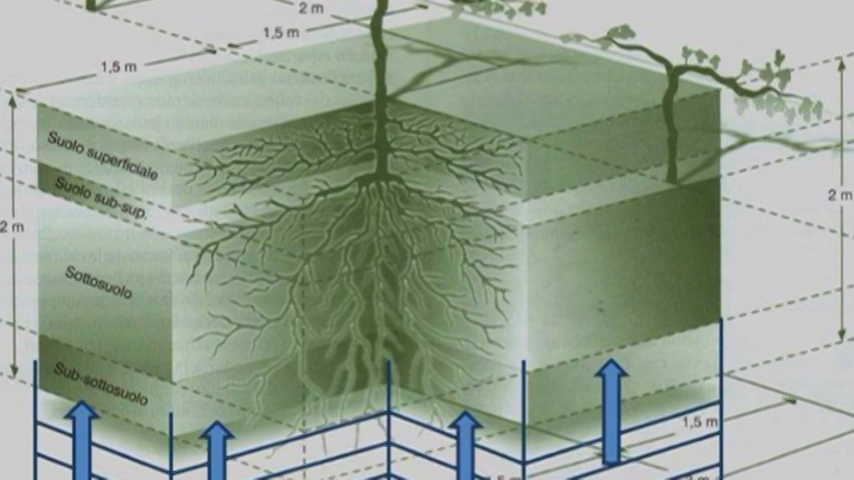 2 m
1,5 m
1,5 m
Suolo superficiale
Suolo sub-sup.
2 m
2 m
Sottosuolo
Sub-sottosuolo
1,5 m